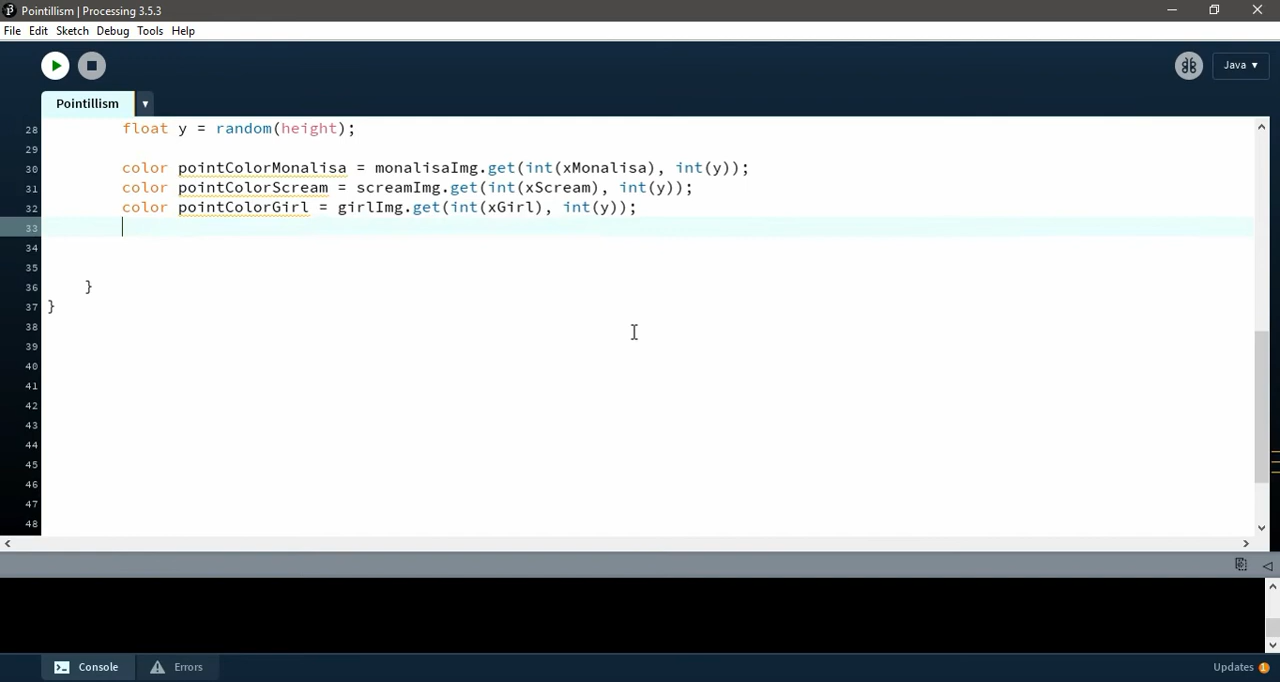 Pointillism | Processing 3.5.3
File Edit Sketch Debug Tools Help
Java ▾
Pointillism ▾
28 float y = random(height);
29
30 color pointColorMonalisa = monalisaImg.get(int(xMonalisa), int(y));
31 color pointColorScream = screamImg.get(int(xScream), int(y));
32 color pointColorGirl = girlImg.get(int(xGirl), int(y));
33
34
35
36 }
37 }
38
39
40
41
42
43
44
45
46
47
48
Console Errors Updates 1